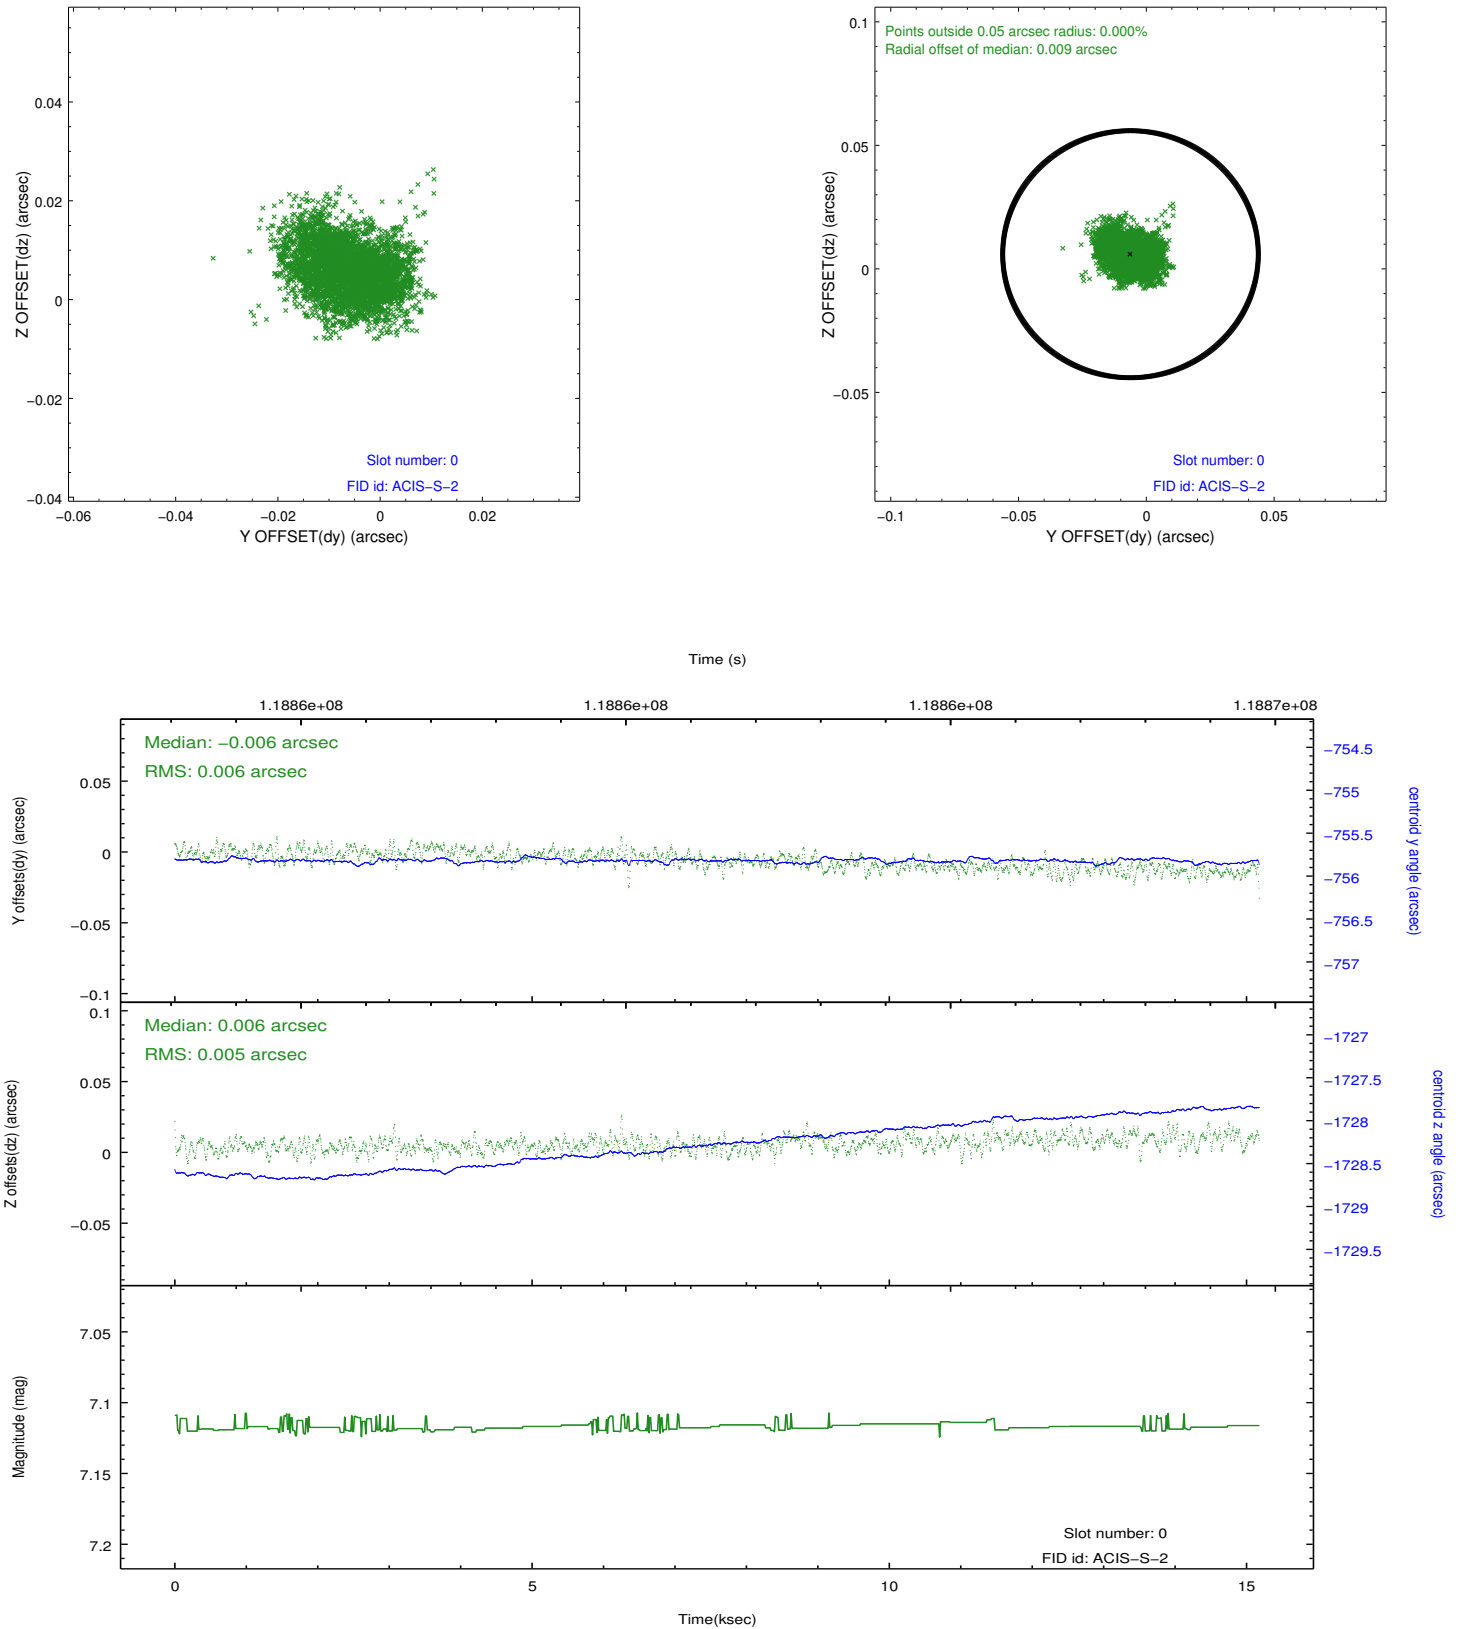 0.04
0.02
0
−0.02
−0.04
−0.06
−0.04
−0.02
0
0.02
Z OFFSET(dz) (arcsec)
Y OFFSET(dy) (arcsec)
Slot number: 0
FID id: ACIS−S−2
Points outside 0.05 arcsec radius: 0.000%
Radial offset of median: 0.009 arcsec
0.1
0.05
0
−0.05
−0.1
−0.05
0
0.05
Z OFFSET(dz) (arcsec)
Y OFFSET(dy) (arcsec)
Slot number: 0
FID id: ACIS−S−2
Time (s)
1.1886e+08
1.1886e+08
1.1886e+08
1.1887e+08
Median: −0.006 arcsec
RMS: 0.006 arcsec
0.05
0
−0.05
−0.1
Y offsets(dy) (arcsec)
−754.5
−755
−755.5
−756
−756.5
−757
centroid y angle (arcsec)
Median: 0.006 arcsec
RMS: 0.005 arcsec
0.1
0.05
0
−0.05
Z offsets(dz) (arcsec)
−1727
−1727.5
−1728
−1728.5
−1729
−1729.5
centroid z angle (arcsec)
7.05
7.1
7.15
7.2
Magnitude (mag)
Slot number: 0
FID id: ACIS−S−2
0
5
10
15
Time(ksec)